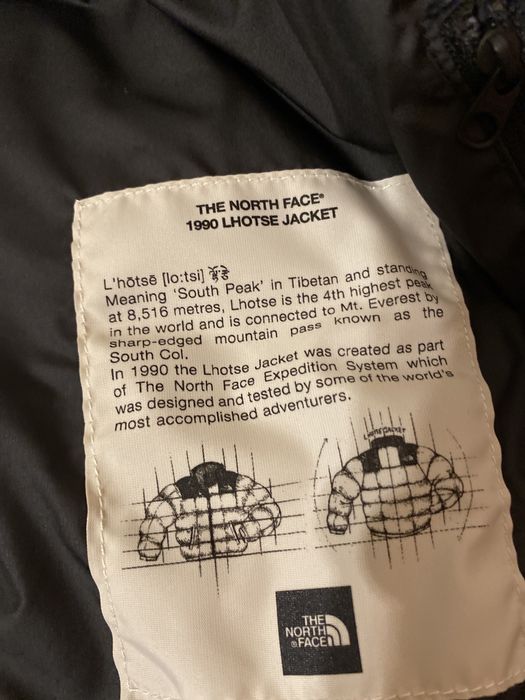 THE NORTH FACE®
1990 LHOTSE JACKET
L'hōtsē [lo:tsi]
Meaning 'South Peak' in Tibetan and standing
at 8,516 metres, Lhotse is the 4th highest peak
in the world and is connected to Mt. Everest by
sharp-edged mountain pass known as the
South Col.
In 1990 the Lhotse Jacket was created as part
of The North Face Expedition System which
was designed and tested by some of the world's
most accomplished adventurers.
LHOTSE JACKET
THE
NORTH
FACE